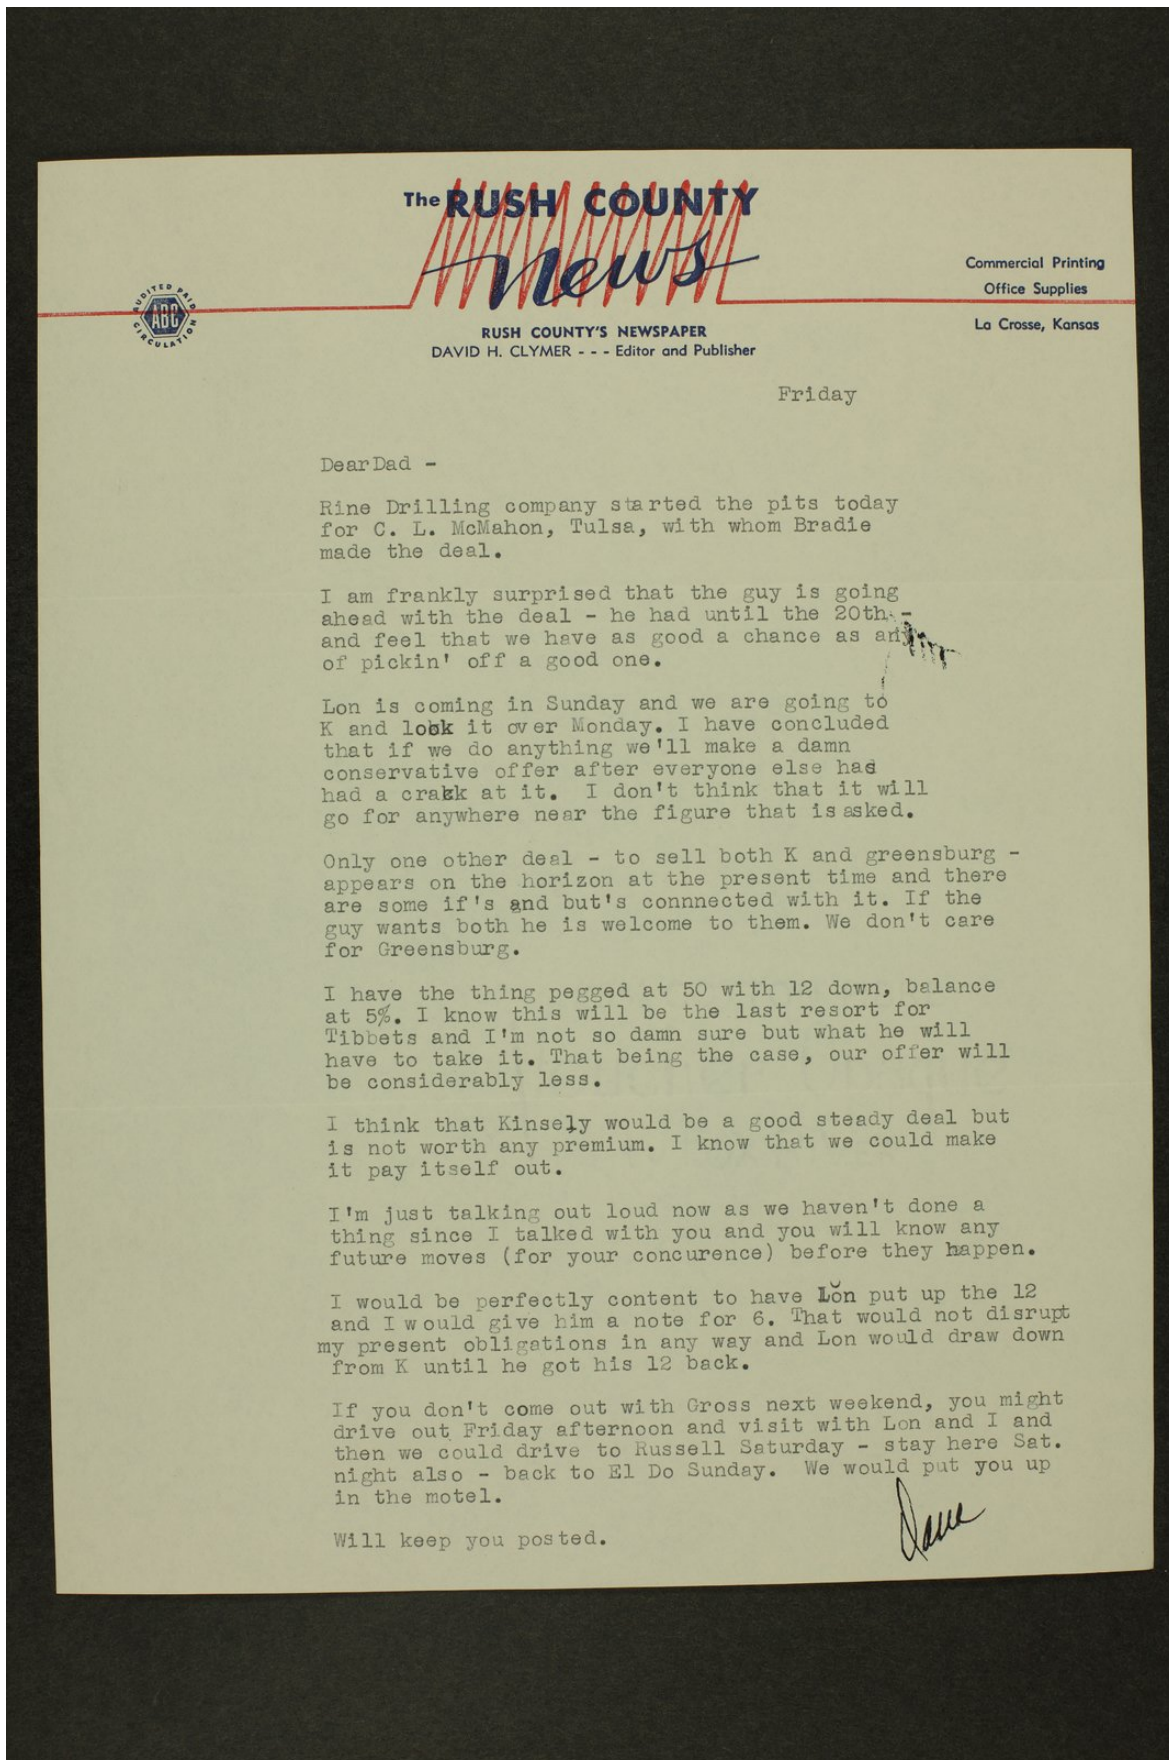 The RUSH COUNTY
News
Commercial Printing
Office Supplies
AUDITED PAID
ABC
CIRCULATION
La Crosse, Kansas
RUSH COUNTY'S NEWSPAPER
DAVID H. CLYMER - - - Editor and Publisher
Friday
Dear Dad -
Rine Drilling company started the pits today
for C. L. McMahon, Tulsa, with whom Bradie
made the deal.
I am frankly surprised that the guy is going
ahead with the deal - he had until the 20th -
and feel that we have as good a chance as any
of pickin' off a good one.
Lon is coming in Sunday and we are going to
K and look it over Monday. I have concluded
that if we do anything we'll make a damn
conservative offer after everyone else has
had a crakk at it. I don't think that it will
go for anywhere near the figure that is asked.
Only one other deal - to sell both K and greensburg -
appears on the horizon at the present time and there
are some if's and but's connnected with it. If the
guy wants both he is welcome to them. We don't care
for Greensburg.
I have the thing pegged at 50 with 12 down, balance
at 5%. I know this will be the last resort for
Tibbets and I'm not so damn sure but what he will
have to take it. That being the case, our offer will
be considerably less.
I think that Kinsely would be a good steady deal but
is not worth any premium. I know that we could make
it pay itself out.
I'm just talking out loud now as we haven't done a
thing since I talked with you and you will know any
future moves (for your concurence) before they happen.
I would be perfectly content to have Lon put up the 12
and I would give him a note for 6. That would not disrupt
my present obligations in any way and Lon would draw down
from K until he got his 12 back.
If you don't come out with Gross next weekend, you might
drive out Friday afternoon and visit with Lon and I and
then we could drive to Russell Saturday - stay here Sat.
night also - back to El Do Sunday. We would put you up
in the motel.
Will keep you posted.
Dave